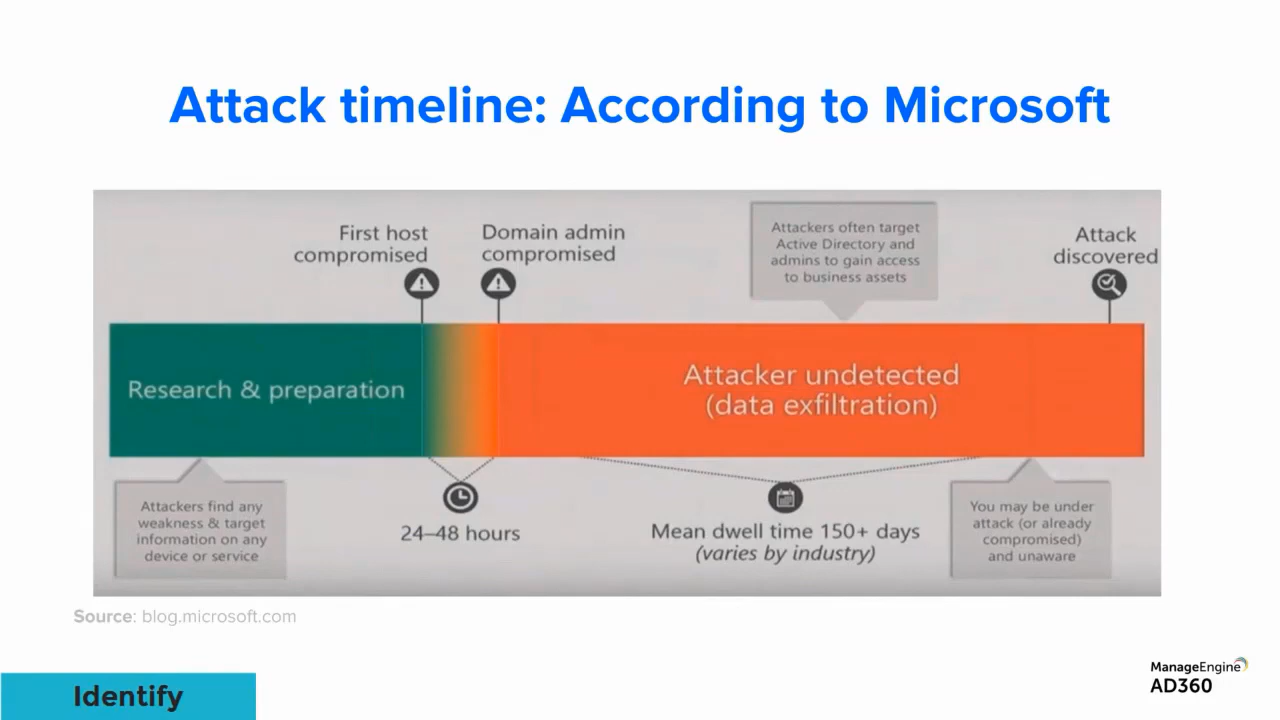 Attack timeline: According to Microsoft
First host
compromised
Domain admin
compromised
Attackers often target
Active Directory and
admins to gain access
to business assets
Attack
discovered
Research & preparation
Attacker undetected
(data exfiltration)
Attackers find any
weakness & target
information on any
device or service
24–48 hours
Mean dwell time 150+ days
(varies by industry)
You may be under
attack (or already
compromised)
and unaware
Source: blog.microsoft.com
Identify
ManageEngine
AD360